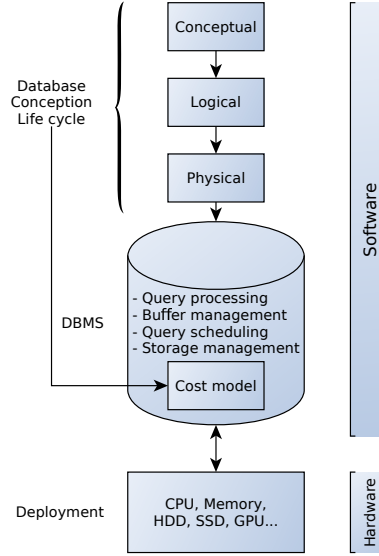 Conceptual
Database
Conception
Life cycle
Logical
Physical
Software
- Query processing
- Buffer management
- Query scheduling
- Storage management
DBMS
Cost model
Deployment
CPU, Memory,
HDD, SSD, GPU...
Hardware